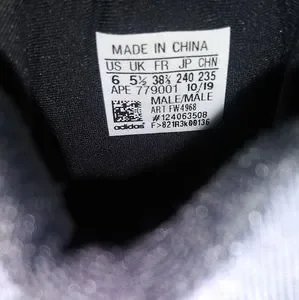 MADE IN CHINA
US UK FR JP CHN
6 5½ 38⅔ 240 235
APE 779001 10/19
MALE/MALE
ART FW4968
#124063508
adidas F>821R3k00136